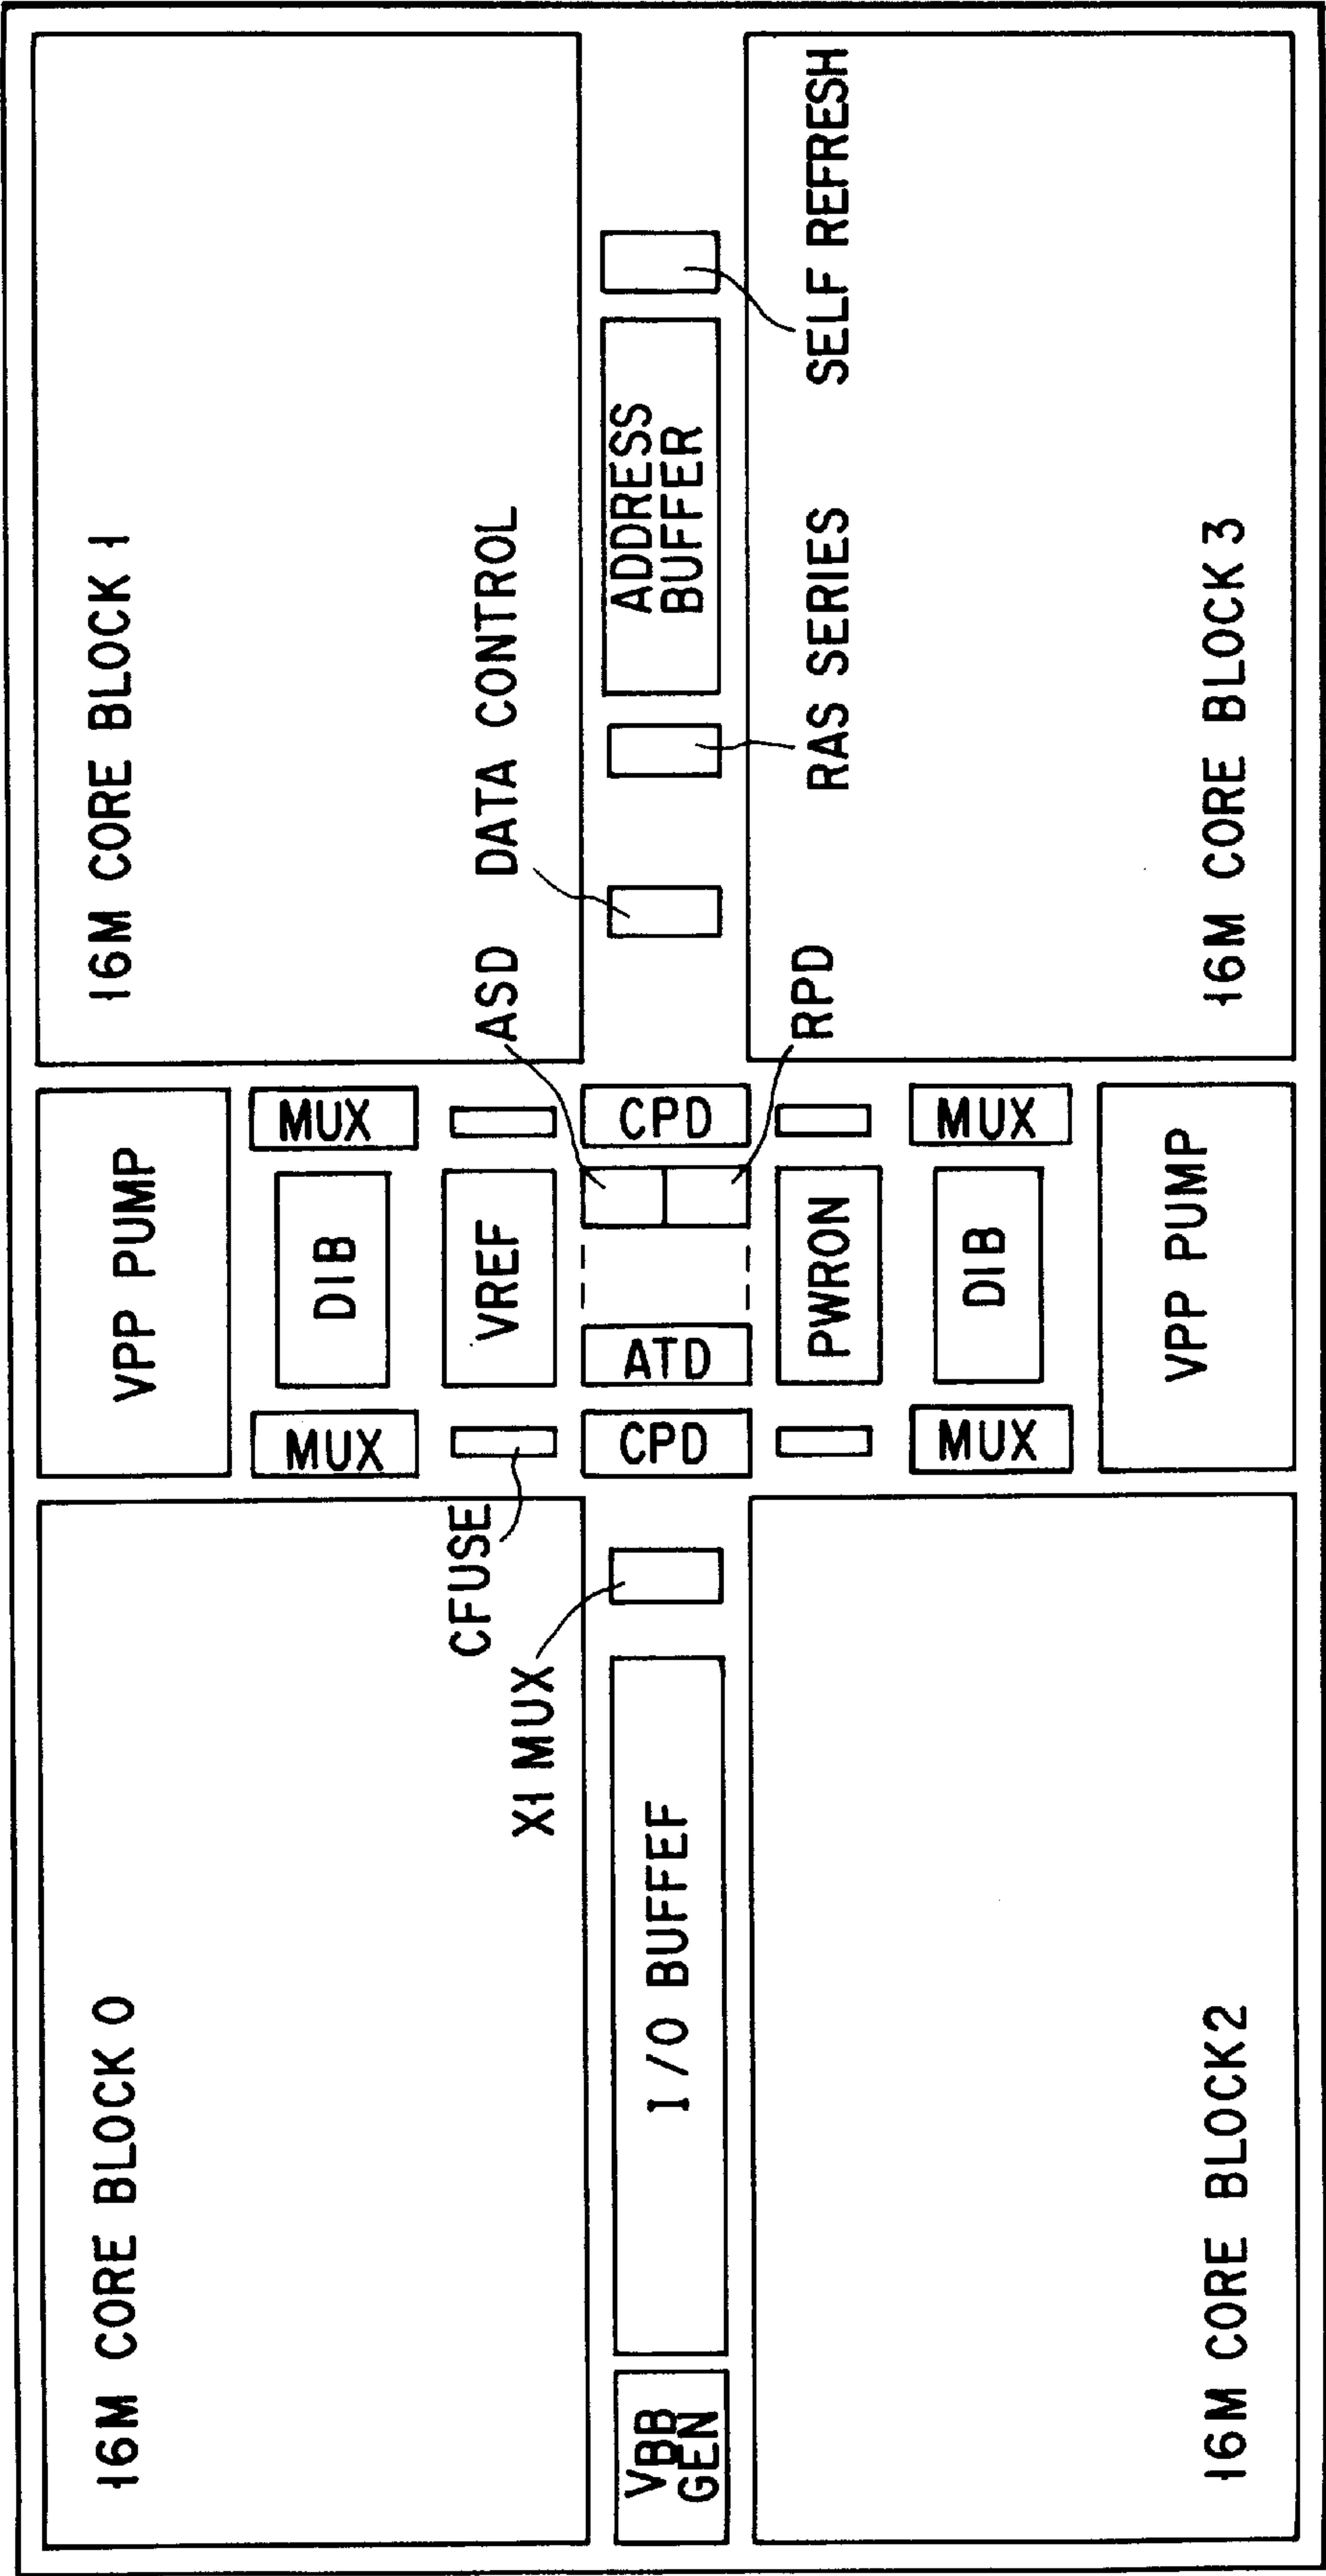 16M CORE BLOCK 0
16M CORE BLOCK 1
VPP PUMP
MUX
MUX
DIB
CFUSE
VREF
ASD
DATA CONTROL
X1 MUX
VBB
GEN
I/O BUFFEF
CPD
ATD
CPD
ADDRESS
BUFFER
PWRON
RPD
RAS SERIES
SELF REFRESH
MUX
DIB
MUX
VPP PUMP
16M CORE BLOCK2
16M CORE BLOCK 3